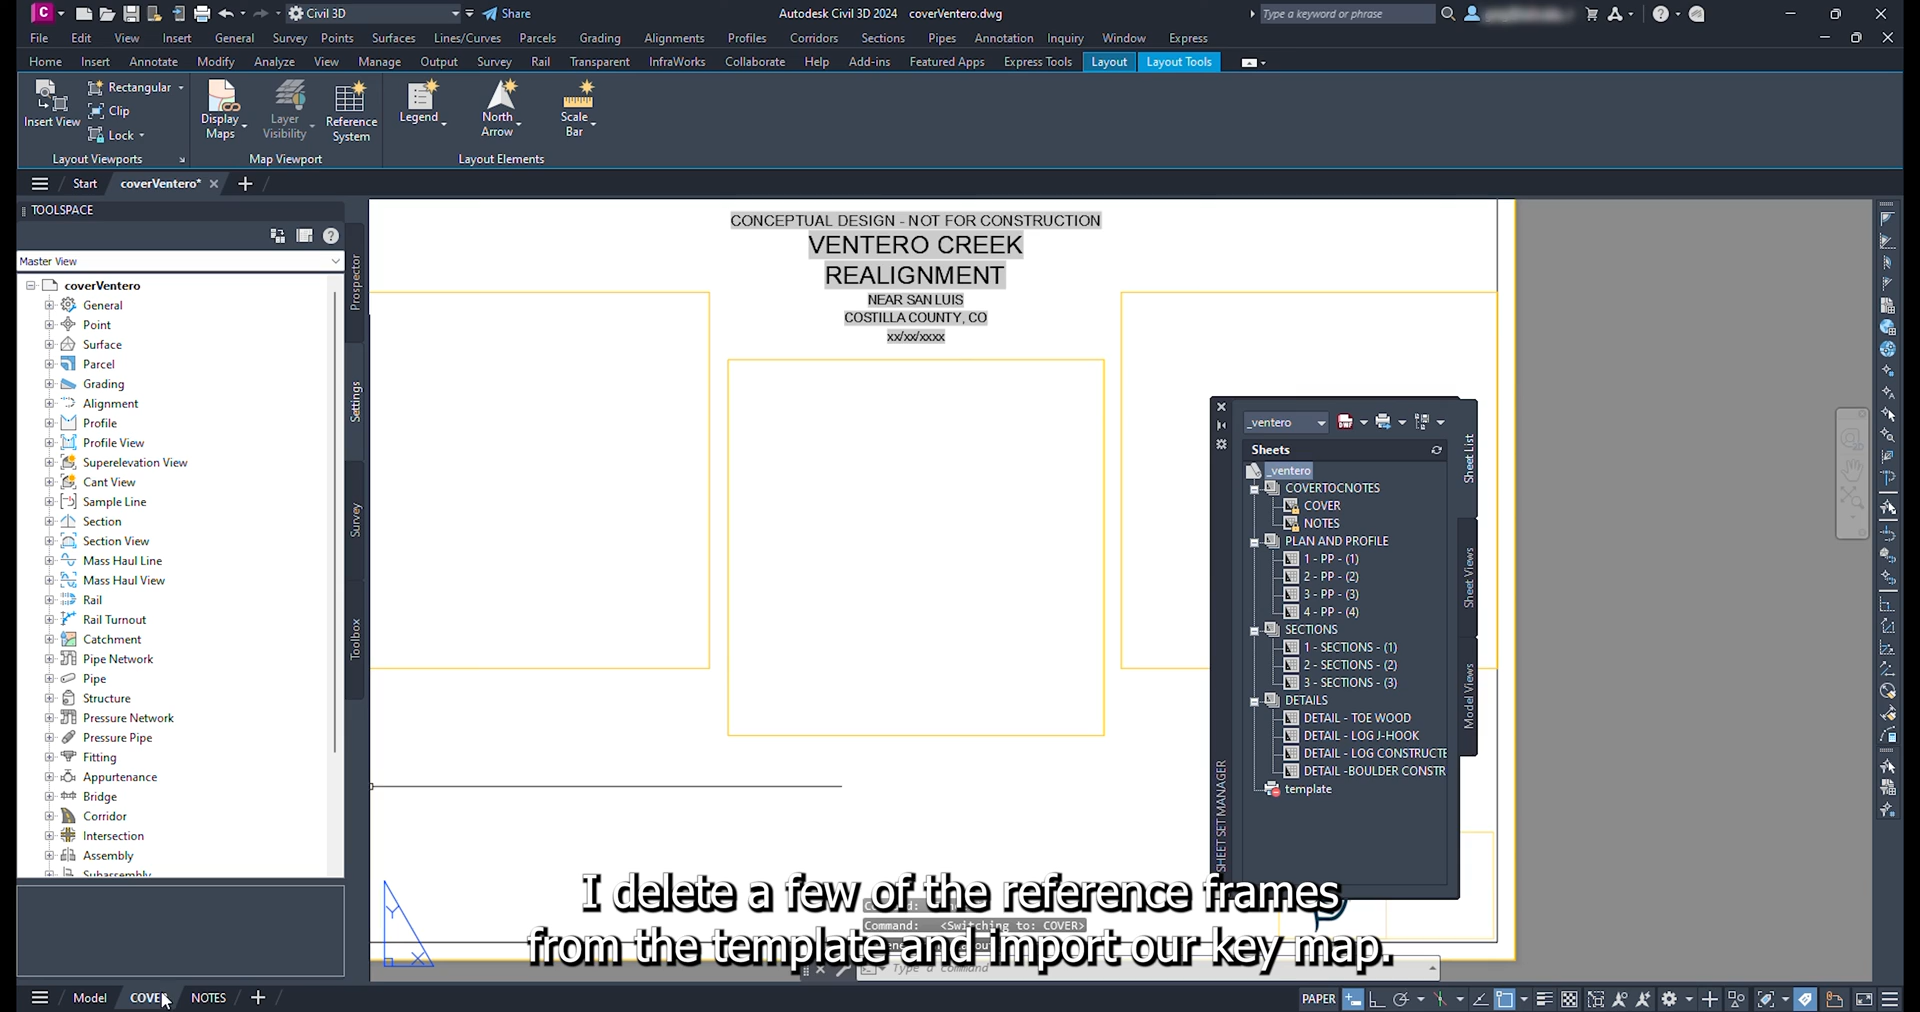 C
Civil 3D
Share
Autodesk Civil 3D 2024 coverVentero.dwg
Type a keyword or phrase
File Edit View Insert General Survey Points Surfaces Lines/Curves Parcels Grading Alignments Profiles Corridors Sections Pipes Annotation Inquiry Window Express
Home Insert Annotate Modify Analyze View Manage Output Survey Rail Transparent InfraWorks Collaborate Help Add-ins Featured Apps Express Tools Layout Layout Tools
Insert View
Rectangular
Clip
Lock
Display Maps
Layer Visibility
Reference System
Legend
North Arrow
Scale Bar
Layout Viewports
Map Viewport
Layout Elements
Start
coverVentero*
TOOLSPACE
Master View
coverVentero
General
Point
Surface
Parcel
Grading
Alignment
Profile
Profile View
Superelevation View
Cant View
Sample Line
Section
Section View
Mass Haul Line
Mass Haul View
Rail
Rail Turnout
Catchment
Pipe Network
Pipe
Structure
Pressure Network
Pressure Pipe
Fitting
Appurtenance
Bridge
Corridor
Intersection
Assembly
Subassembly
Prospector
Settings
Survey
Toolbox
CONCEPTUAL DESIGN - NOT FOR CONSTRUCTION
VENTERO CREEK
REALIGNMENT
NEAR SAN LUIS
COSTILLA COUNTY, CO
xx/xx/xxxx
_ventero
Sheets
_ventero
COVERTOCNOTES
COVER
NOTES
PLAN AND PROFILE
1 - PP - (1)
2 - PP - (2)
3 - PP - (3)
4 - PP - (4)
SECTIONS
1 - SECTIONS - (1)
2 - SECTIONS - (2)
3 - SECTIONS - (3)
DETAILS
DETAIL - TOE WOOD
DETAIL - LOG J-HOOK
DETAIL - LOG CONSTRUCTE
DETAIL -BOULDER CONSTR
template
Sheet List
Sheet Views
Model Views
SHEET SET MANAGER
I delete a few of the reference frames
from the template and import our key map.
Command:
Command: <Switching to: COVER>
Type a command
Y
X
Model
COVER
NOTES
PAPER